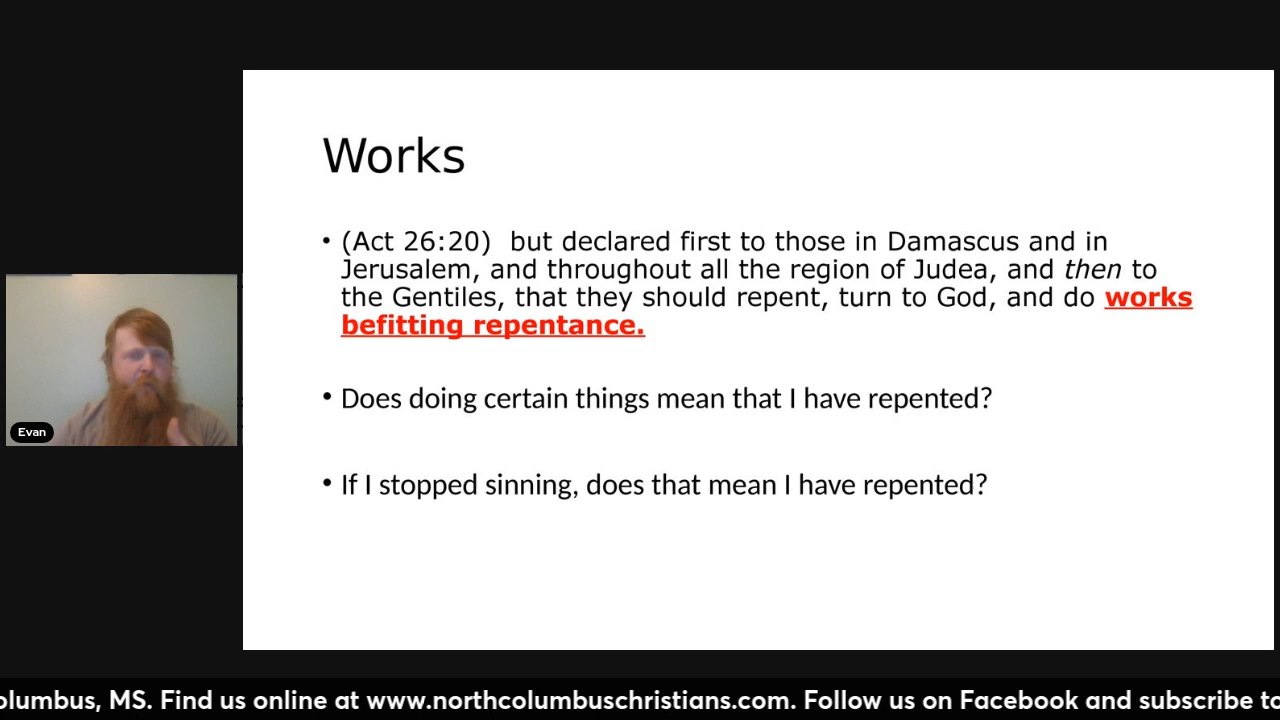 Works
• (Act 26:20)  but declared first to those in Damascus and in
Jerusalem, and throughout all the region of Judea, and then to
the Gentiles, that they should repent, turn to God, and do works
befitting repentance.
• Does doing certain things mean that I have repented?
• If I stopped sinning, does that mean I have repented?
Evan
olumbus, MS. Find us online at www.northcolumbuschristians.com. Follow us on Facebook and subscribe to